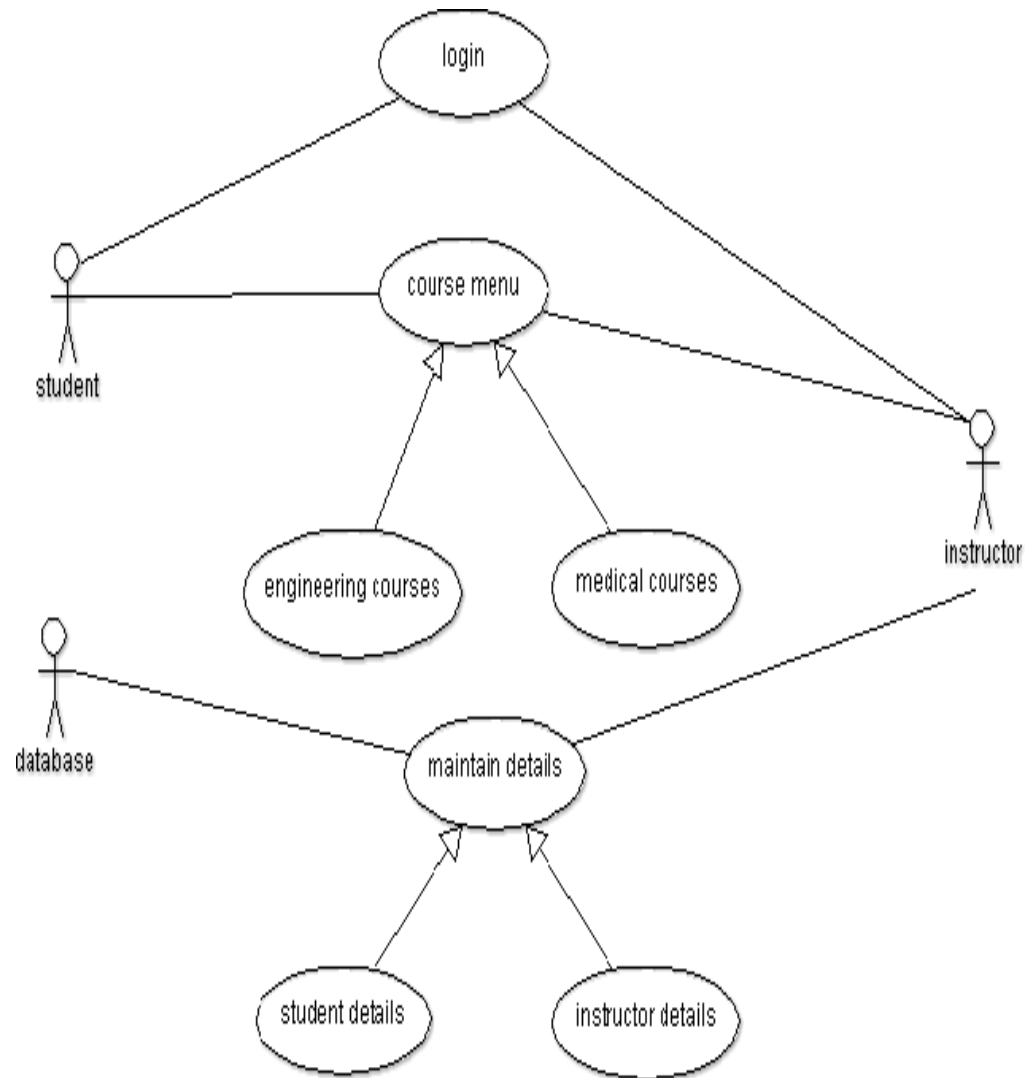 login
course menu
student
instructor
engineering courses
medical courses
database
maintain details
student details
instructor details